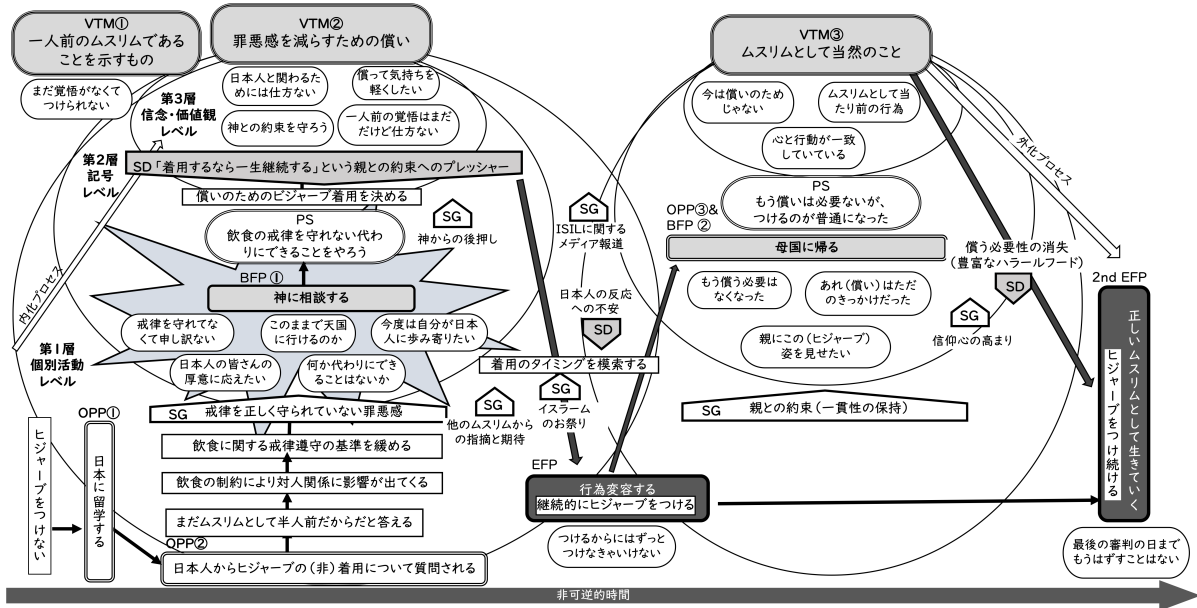 VTM①
一人前のムスリムである
ことを示すもの
まだ覚悟がなくて
つけられない
VTM②
罪悪感を減らすための償い
日本人と関わるた
めには仕方ない
償って気持ちを
軽くしたい
神との約束を守ろう
一人前の覚悟はまだ
だけど仕方ない
第3層
信念・価値観
レベル
第2層
記号
レベル
SD「着用するなら一生継続する」という親との約束へのプレッシャー
償いのためのヒジャーブ着用を決める
PS
飲食の戒律を守れない代わ
りにできることをやろう
SG
神からの後押し
BFP①
神に相談する
内化プロセス
戒律を守れてな
くて申し訳ない
このままで天国
に行けるのか
今度は自分が日本
人に歩み寄りたい
日本人の皆さんの
厚意に応えたい
何か代わりにでき
ることはないか
第1層
個別活動
レベル
SG 戒律を正しく守られていない罪悪感
飲食に関する戒律遵守の基準を緩める
飲食の制約により対人関係に影響が出てくる
まだムスリムとして半人前だからだと答える
OPP②
日本人からヒジャーブの(非)着用について質問される
OPP①
日本に留学する
ヒジャーブをつけない
SG
他のムスリムから
の指摘と期待
SG
イスラーム
のお祭り
着用のタイミングを模索する
日本人の反応
への不安
SD
SG
ISILに関する
メディア報道
EFP
行為変容する
継続的にヒジャーブをつける
つけるからにはずっと
つけなきゃいけない
VTM③
ムスリムとして当然のこと
今は償いのため
じゃない
ムスリムとして当
たり前の行為
心と行動が一致
していている
PS
もう償いは必要ないが、
つけるのが普通になった
OPP③&
BFP②
母国に帰る
もう償う必要は
なくなった
あれ(償い)はただ
のきっかけだった
親にこの(ヒジャーブ)
姿を見せたい
SG 親との約束(一貫性の保持)
外化プロセス
償う必要性の消失
(豊富なハラールフード)
SD
SG
信仰心の高まり
2nd EFP
正しいムスリムとして生きていく
ヒジャーブをつけ続ける
最後の審判の日まで
もうはずすことはない
非可逆的時間